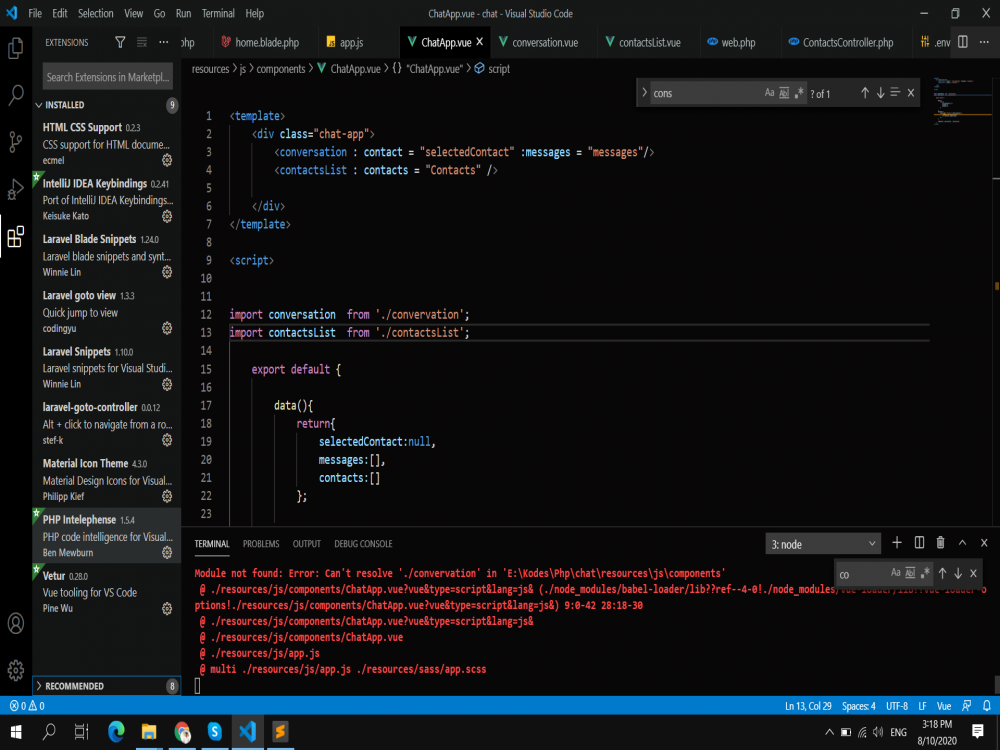 File Edit Selection View Go Run Terminal Help ChatApp.vue - chat - Visual Studio Code
EXTENSIONS
php home.blade.php app.js ChatApp.vue conversation.vue contactsList.vue web.php ContactsController.php .env
Search Extensions in Marketpl...
INSTALLED 9
HTML CSS Support 0.2.3
CSS support for HTML docume...
ecmel
IntelliJ IDEA Keybindings 0.2.41
Port of IntelliJ IDEA Keybindings...
Keisuke Kato
Laravel Blade Snippets 1.24.0
Laravel blade snippets and synt...
Winnie Lin
Laravel goto view 1.3.3
Quick jump to view
codingyu
Laravel Snippets 1.10.0
Laravel snippets for Visual Studi...
Winnie Lin
laravel-goto-controller 0.0.12
Alt + click to navigate from a ro...
stef-k
Material Icon Theme 4.3.0
Material Design Icons for Visual...
Philipp Kief
PHP Intelephense 1.5.4
PHP code intelligence for Visual...
Ben Mewburn
Vetur 0.28.0
Vue tooling for VS Code
Pine Wu
RECOMMENDED 8
resources > js > components > ChatApp.vue > {} "ChatApp.vue" > script
cons Aa Abl .* ? of 1
1 <template>
2 <div class="chat-app">
3 <conversation : contact = "selectedContact" :messages = "messages"/>
4 <contactsList : contacts = "Contacts" />
5
6 </div>
7 </template>
8
9 <script>
10
11
12 import conversation from './convervation';
13 import contactsList from './contactsList';
14
15 export default {
16
17 data(){
18 return{
19 selectedContact:null,
20 messages:[],
21 contacts:[]
22 };
23
TERMINAL PROBLEMS OUTPUT DEBUG CONSOLE 3: node
co Aa Abl .*
Module not found: Error: Can't resolve './convervation' in 'E:\Kodes\Php\chat\resources\js\components'
@ ./resources/js/components/ChatApp.vue?vue&type=script&lang=js& (./node_modules/babel-loader/lib??ref--4-0!./node_modules/vue-loader/lib??vue-loader-o
ptions!./resources/js/components/ChatApp.vue?vue&type=script&lang=js&) 9:0-42 28:18-30
@ ./resources/js/components/ChatApp.vue?vue&type=script&lang=js&
@ ./resources/js/components/ChatApp.vue
@ ./resources/js/app.js
@ multi ./resources/js/app.js ./resources/sass/app.scss
0 0 Ln 13, Col 29 Spaces: 4 UTF-8 LF Vue
ENG 3:18 PM
8/10/2020